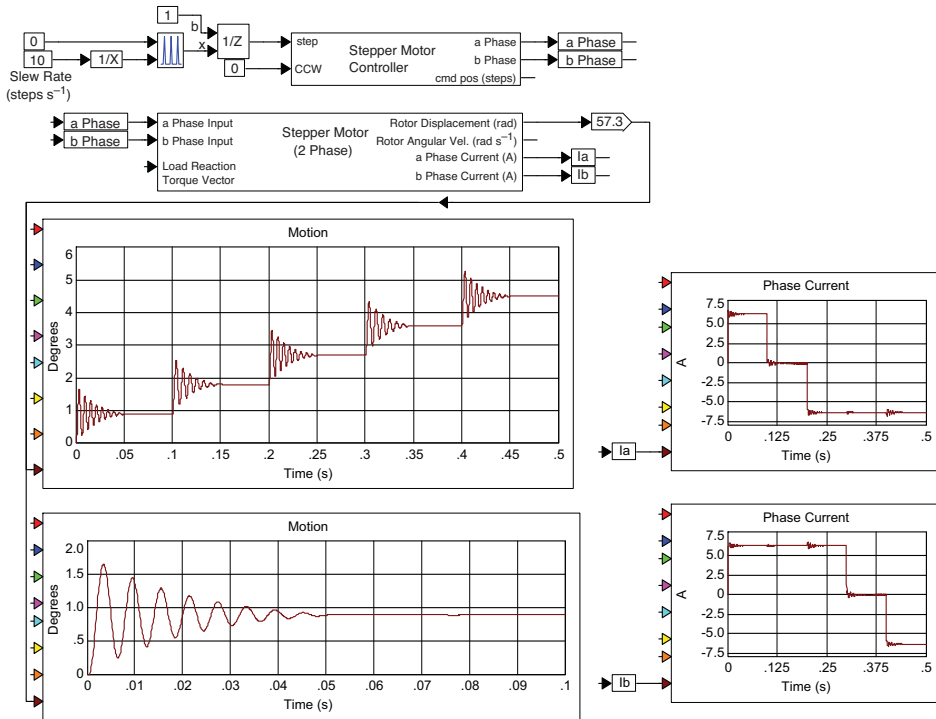 1
b
0
10
1/X
x
1/Z
0
Slew Rate
(steps s⁻¹)
step
CCW
Stepper Motor
Controller
a Phase
b Phase
cmd pos (steps)
a Phase
b Phase
a Phase
b Phase
a Phase Input
b Phase Input
Load Reaction
Torque Vector
Stepper Motor
(2 Phase)
Rotor Displacement (rad)
Rotor Angular Vel. (rad s⁻¹)
a Phase Current (A)
b Phase Current (A)
57.3
Ia
Ib
Motion
Degrees
6
5
4
3
2
1
0
0 .05 .1 .15 .2 .25 .3 .35 .4 .45 .5
Time (s)
Phase Current
A
7.5
5.0
2.5
0
-2.5
-5.0
-7.5
0 .125 .25 .375 .5
Time (s)
Ia
Motion
Degrees
2.0
1.5
1.0
.5
0
0 .01 .02 .03 .04 .05 .06 .07 .08 .09 .1
Time (s)
Phase Current
A
7.5
5.0
2.5
0
-2.5
-5.0
-7.5
0 .125 .25 .375 .5
Time (s)
Ib